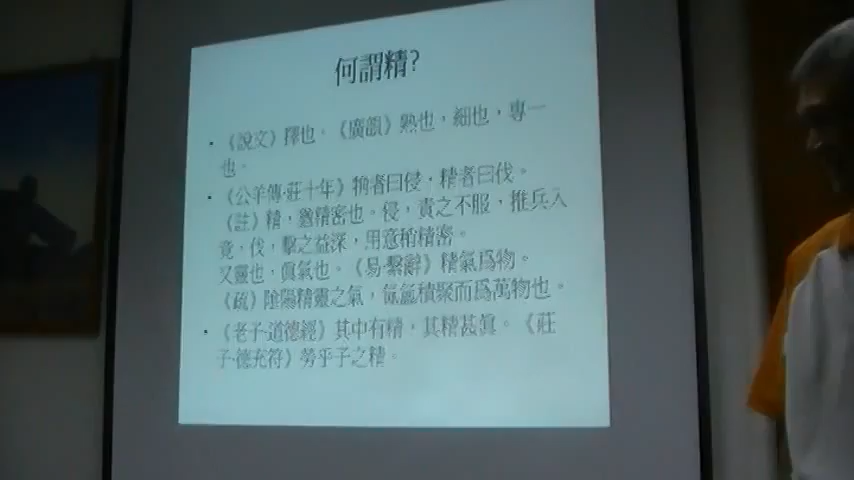 何謂精?
• 《說文》擇也。《廣韻》熟也,細也,專一
也。
• 《公羊傳·莊十年》觕者曰侵,精者曰伐。
《註》精,猶精密也。侵,責之不服,推兵入
竟,伐,擊之益深,用意稍精密。
又靈也,眞氣也。《易·繫辭》精氣爲物。
《疏》陰陽精靈之氣,氤氳積聚而爲萬物也。
• 《老子·道德經》其中有精,其精甚眞。《莊
子·德充符》勞乎子之精。